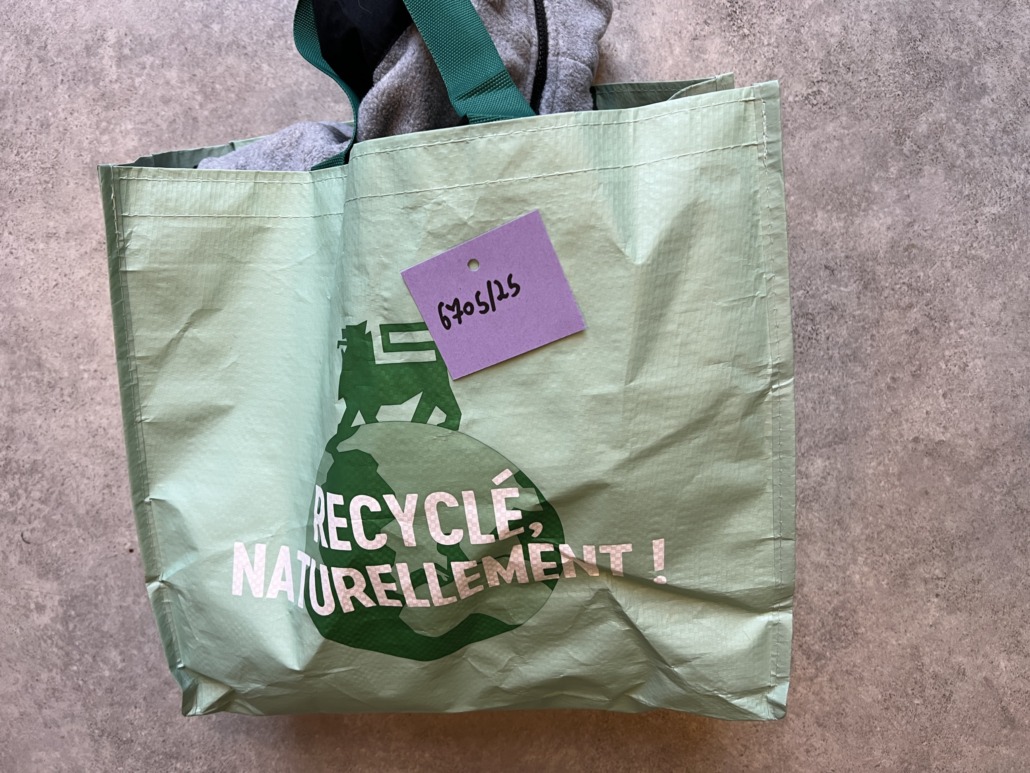 6705/25
RECYCLÉ,
NATURELLEMENT !